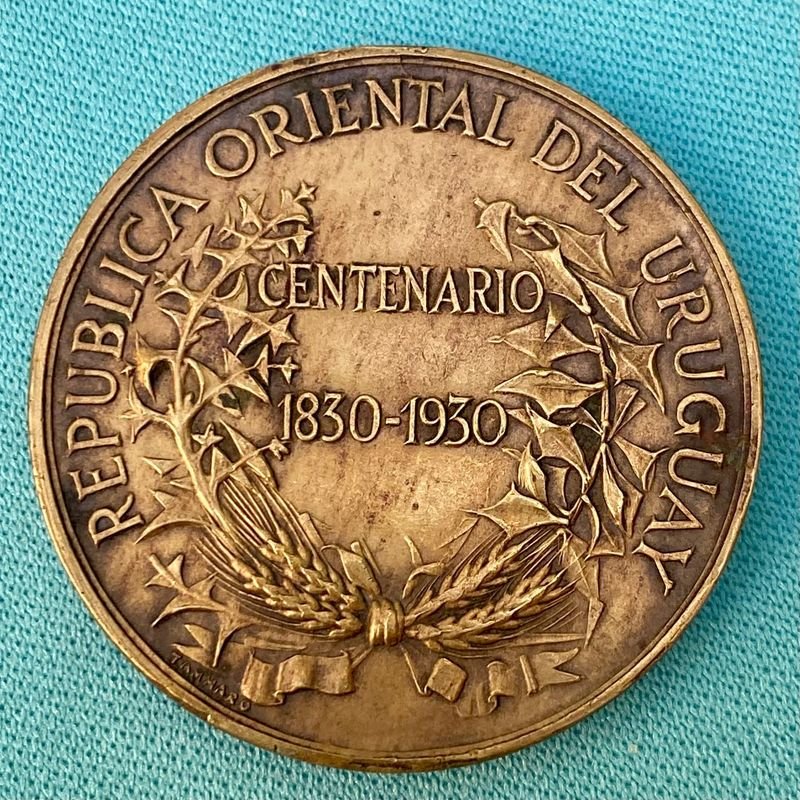 REPUBLICA ORIENTAL DEL URUGUAY
CENTENARIO
1830-1930
TAMMARO